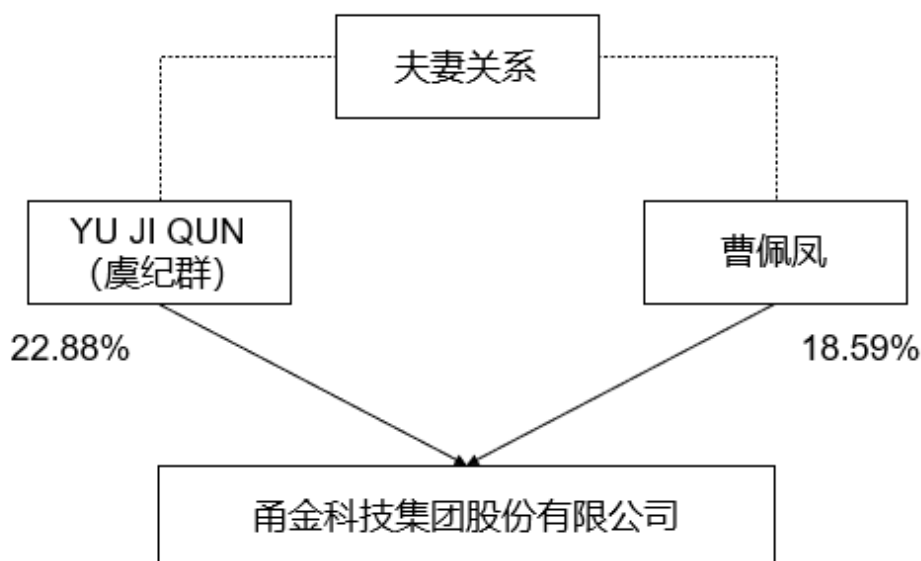 夫妻关系
YU JI QUN
（虞纪群）
曹佩凤
22.88%
18.59%
甬金科技集团股份有限公司